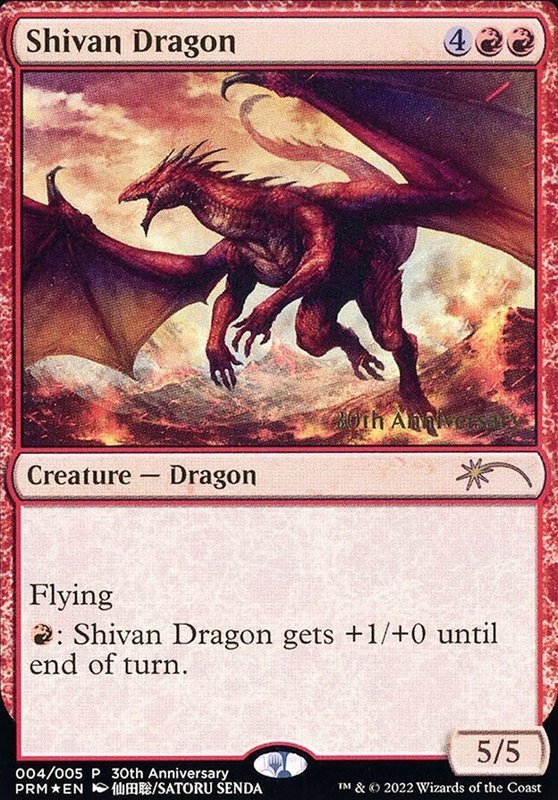 Shivan Dragon 4
30th Anniversary
Creature — Dragon
Flying
: Shivan Dragon gets +1/+0 until
end of turn.
5/5
004/005 P 30th Anniversary
PRM★EN 仙田聡/SATORU SENDA
™ & © 2022 Wizards of the Coast